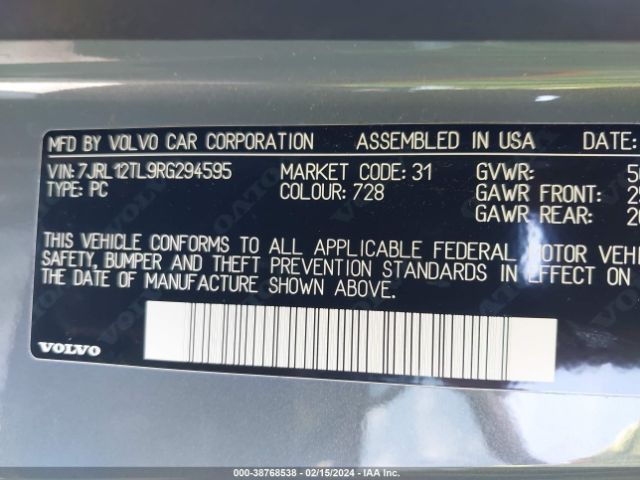 MFD BY VOLVO CAR CORPORATION ASSEMBLED IN USA DATE:
VIN: 7JRL12TL9RG294595 MARKET CODE: 31 GVWR:
TYPE: PC COLOUR: 728 GAWR FRONT:
GAWR REAR:
THIS VEHICLE CONFORMS TO ALL APPLICABLE FEDERAL MOTOR
SAFETY, BUMPER AND THEFT PREVENTION STANDARDS IN EFFECT ON
THE DATE OF MANUFACTURE SHOWN ABOVE.
VOLVO
000-38768538 - 02/15/2024 - IAA Inc.